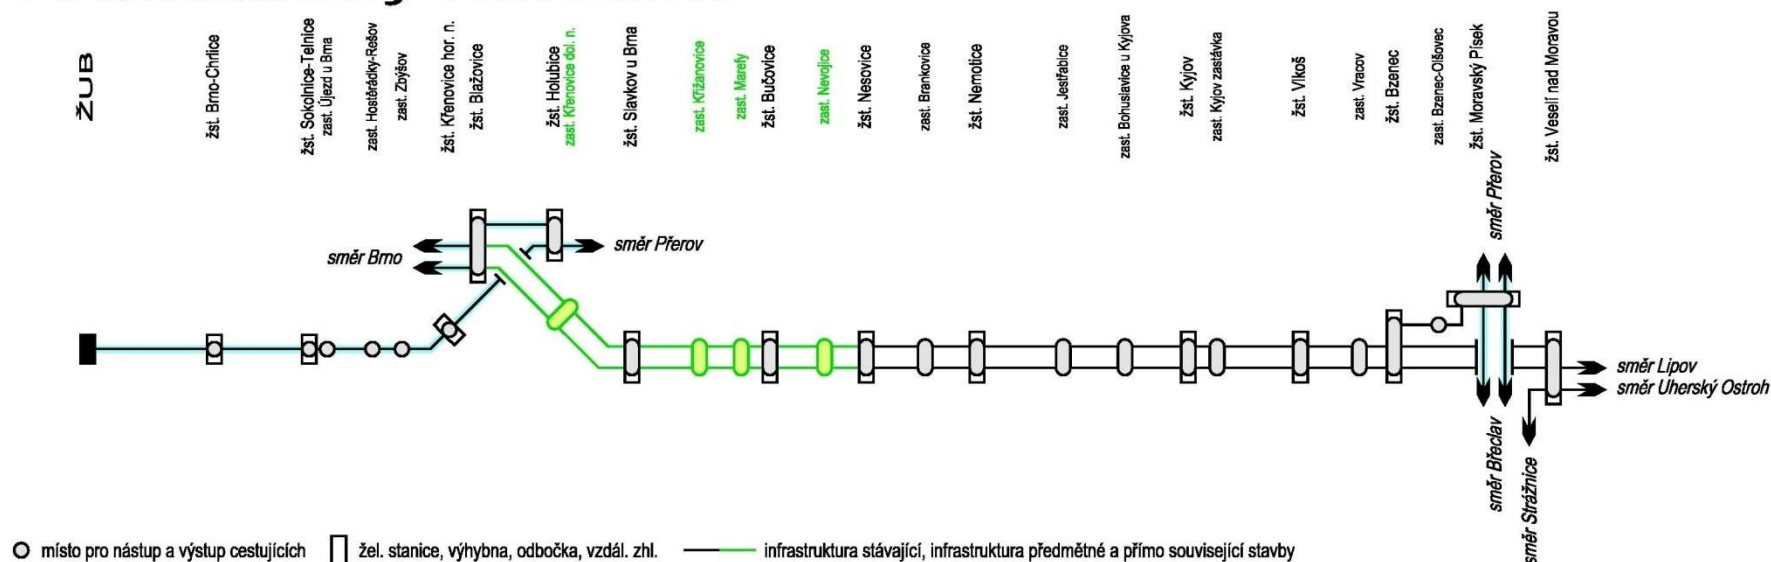 ŽUB
žst. Brno-Chrlice
žst. Sokolnice-Telnice
zast. Újezd u Brna
zast. Hostěrádky-Rešov
zast. Zbýšov
žst. Křenovice hor. n.
žst. Blažovice
žst. Holubice
zast. Křenovice dol. n.
žst. Slavkov u Brna
zast. Křižanovice
zast. Marefy
žst. Bučovice
zast. Nevojice
žst. Nesovice
zast. Brankovice
žst. Nemotice
zast. Jestřabice
zast. Bohuslavice u Kyjova
žst. Kyjov
zast. Kyjov zastávka
žst. Vlkoš
zast. Vracov
žst. Bzenec
zast. Bzenec-Olšovec
žst. Moravský Písek
žst. Veselí nad Moravou
směr Přerov
směr Brno
směr Přerov
směr Lipov
směr Uherský Ostroh
směr Břeclav
směr Strážnice
místo pro nástup a výstup cestujících
žel. stanice, výhybna, odbočka, vzdál. zhl.
infrastruktura stávající, infrastruktura předmětné a přímo související stavby